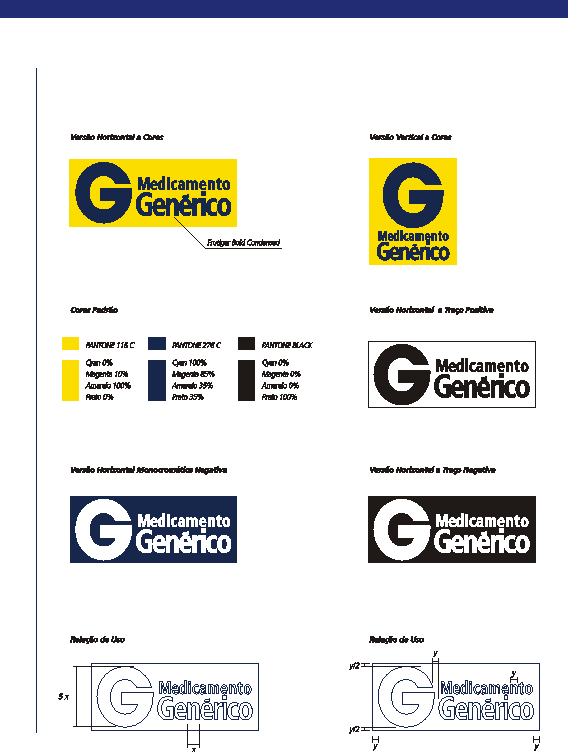 Versão Horizontal a Cores
Versão Vertical a Cores
G Medicamento
Genérico
G
Medicamento
Genérico
Frutiger Bold Condensed
Cores Padrão
Versão Horizontal a Traço Positiva
PANTONE 116 C
Cyan 0%
Magenta 10%
Amarelo 100%
Preto 0%
PANTONE 276 C
Cyan 100%
Magenta 85%
Amarelo 35%
Preto 35%
PANTONE BLACK
Cyan 0%
Magenta 0%
Amarelo 0%
Preto 100%
G Medicamento
Genérico
Versão Horizontal Monocromática Negativa
Versão Horizontal a Traço Negativa
G Medicamento
Genérico
G Medicamento
Genérico
Relação de Uso
Relação de Uso
5 x
G Medicamento
Genérico
x
y
y/2
y
G Medicamento
Genérico
y/2
y
y